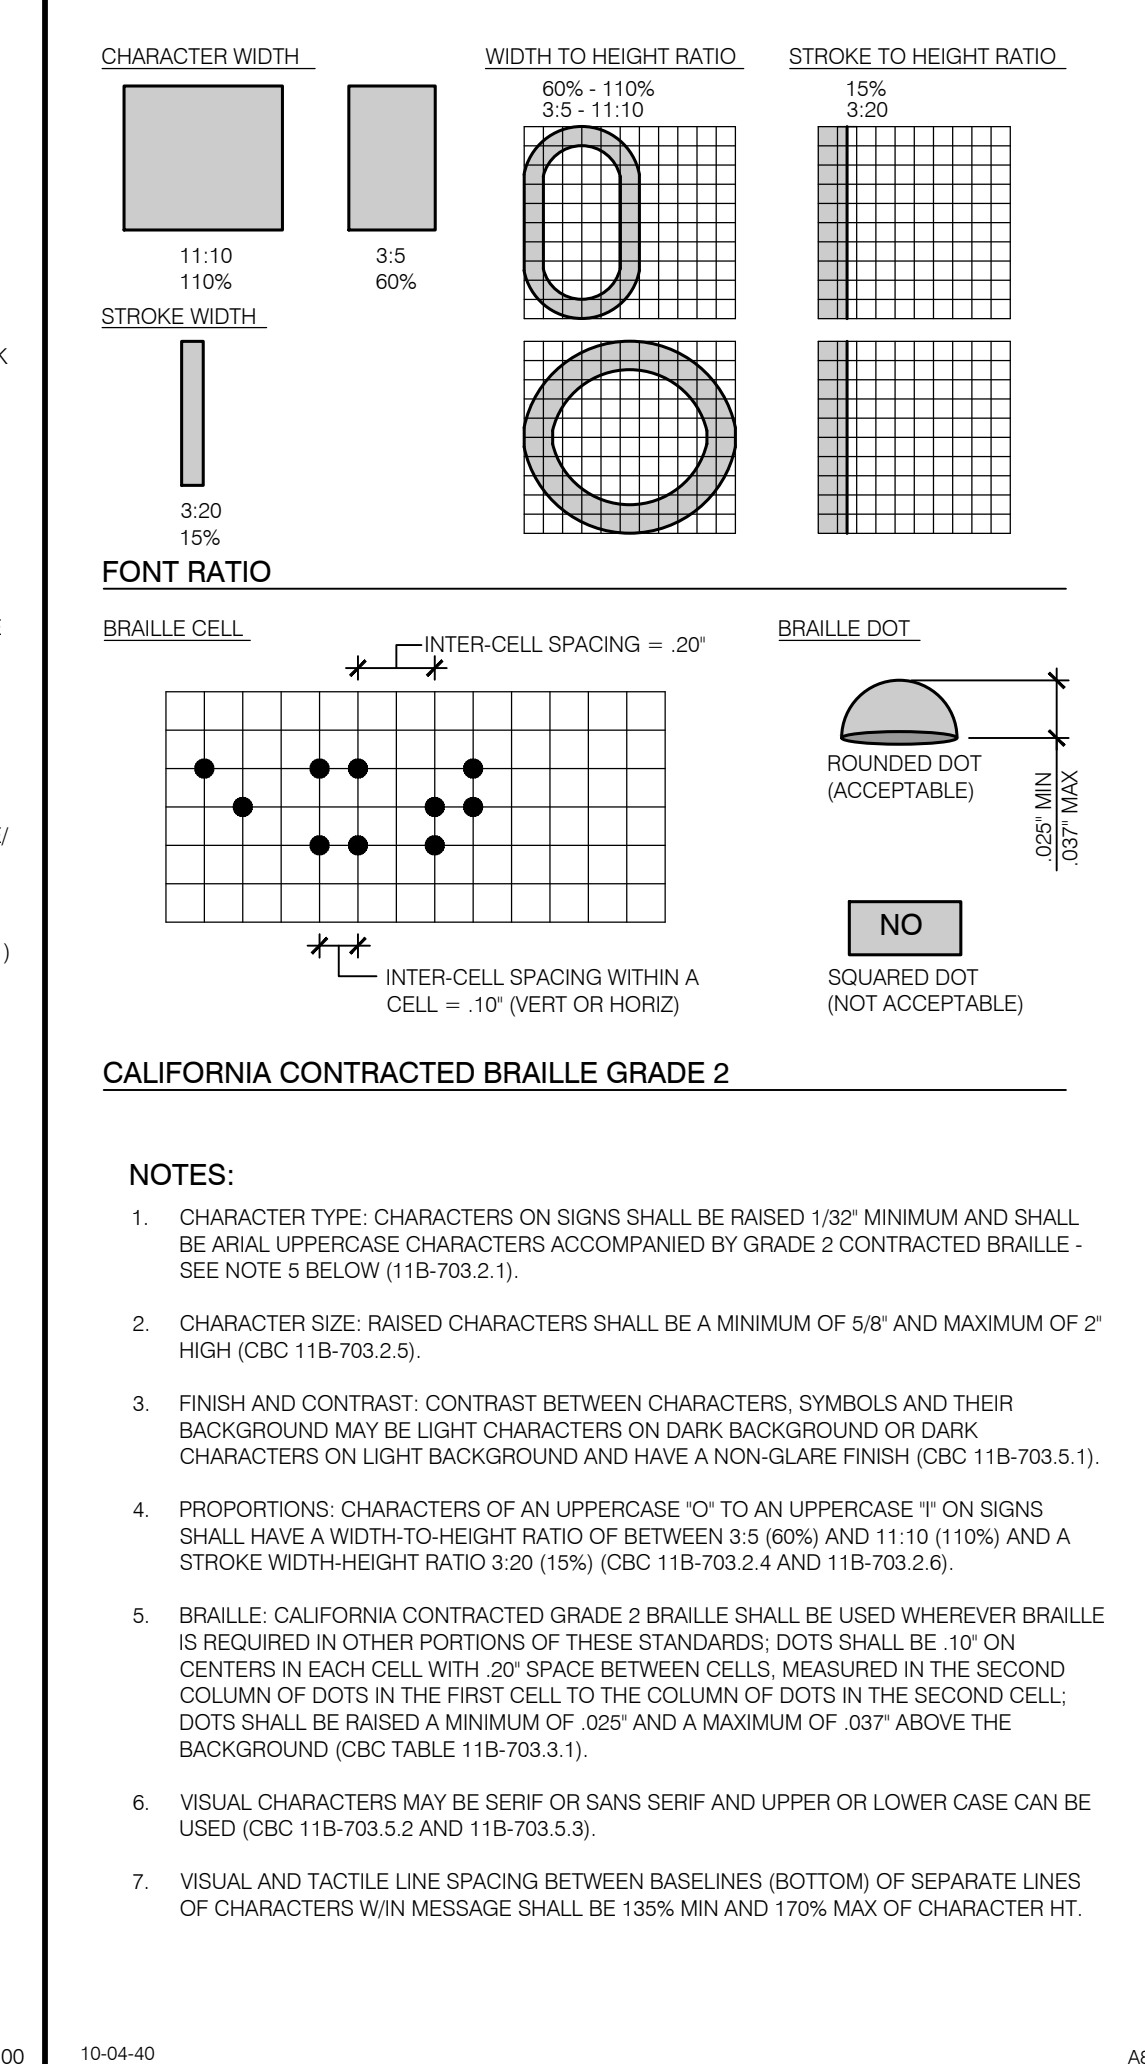 CHARACTER WIDTH
11:10
110%
3:5
60%
STROKE WIDTH
3:20
15%
WIDTH TO HEIGHT RATIO
60% - 110%
3:5 - 11:10
STROKE TO HEIGHT RATIO
15%
3:20
FONT RATIO
BRAILLE CELL
INTER-CELL SPACING = .20"
INTER-CELL SPACING WITHIN A
CELL = .10" (VERT OR HORIZ)
BRAILLE DOT
ROUNDED DOT
(ACCEPTABLE)
.025" MIN
.037" MAX
NO
SQUARED DOT
(NOT ACCEPTABLE)
CALIFORNIA CONTRACTED BRAILLE GRADE 2
NOTES:
1. CHARACTER TYPE: CHARACTERS ON SIGNS SHALL BE RAISED 1/32" MINIMUM AND SHALL
BE ARIAL UPPERCASE CHARACTERS ACCOMPANIED BY GRADE 2 CONTRACTED BRAILLE -
SEE NOTE 5 BELOW (11B-703.2.1).
2. CHARACTER SIZE: RAISED CHARACTERS SHALL BE A MINIMUM OF 5/8" AND MAXIMUM OF 2"
HIGH (CBC 11B-703.2.5).
3. FINISH AND CONTRAST: CONTRAST BETWEEN CHARACTERS, SYMBOLS AND THEIR
BACKGROUND MAY BE LIGHT CHARACTERS ON DARK BACKGROUND OR DARK
CHARACTERS ON LIGHT BACKGROUND AND HAVE A NON-GLARE FINISH (CBC 11B-703.5.1).
4. PROPORTIONS: CHARACTERS OF AN UPPERCASE "O" TO AN UPPERCASE "I" ON SIGNS
SHALL HAVE A WIDTH-TO-HEIGHT RATIO OF BETWEEN 3:5 (60%) AND 11:10 (110%) AND A
STROKE WIDTH-HEIGHT RATIO 3:20 (15%) (CBC 11B-703.2.4 AND 11B-703.2.6).
5. BRAILLE: CALIFORNIA CONTRACTED GRADE 2 BRAILLE SHALL BE USED WHEREVER BRAILLE
IS REQUIRED IN OTHER PORTIONS OF THESE STANDARDS; DOTS SHALL BE .10" ON
CENTERS IN EACH CELL WITH .20" SPACE BETWEEN CELLS, MEASURED IN THE SECOND
COLUMN OF DOTS IN THE FIRST CELL TO THE COLUMN OF DOTS IN THE SECOND CELL;
DOTS SHALL BE RAISED A MINIMUM OF .025" AND A MAXIMUM OF .037" ABOVE THE
BACKGROUND (CBC TABLE 11B-703.3.1).
6. VISUAL CHARACTERS MAY BE SERIF OR SANS SERIF AND UPPER OR LOWER CASE CAN BE
USED (CBC 11B-703.5.2 AND 11B-703.5.3).
7. VISUAL AND TACTILE LINE SPACING BETWEEN BASELINES (BOTTOM) OF SEPARATE LINES
OF CHARACTERS W/IN MESSAGE SHALL BE 135% MIN AND 170% MAX OF CHARACTER HT.
10-04-40